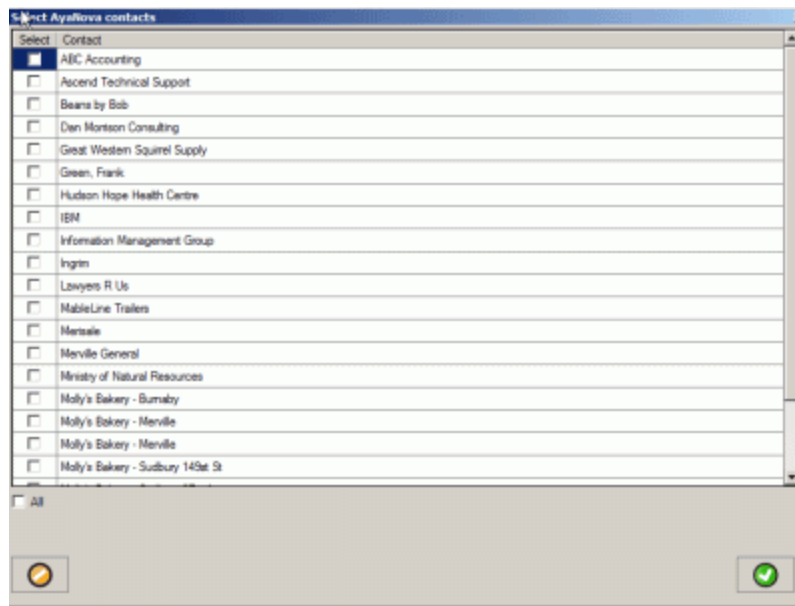 Select AyaNova contacts
Select Contact
ABC Accounting
Ascend Technical Support
Beans by Bob
Dan Morrison Consulting
Great Western Squirrel Supply
Green, Frank
Hudson Hope Health Centre
IBM
Information Management Group
Ingrim
Lawyers R Us
MableLine Trailers
Merisale
Merville General
Ministry of Natural Resources
Molly's Bakery - Burnaby
Molly's Bakery - Merville
Molly's Bakery - Merville
Molly's Bakery - Sudbury 149st St
All